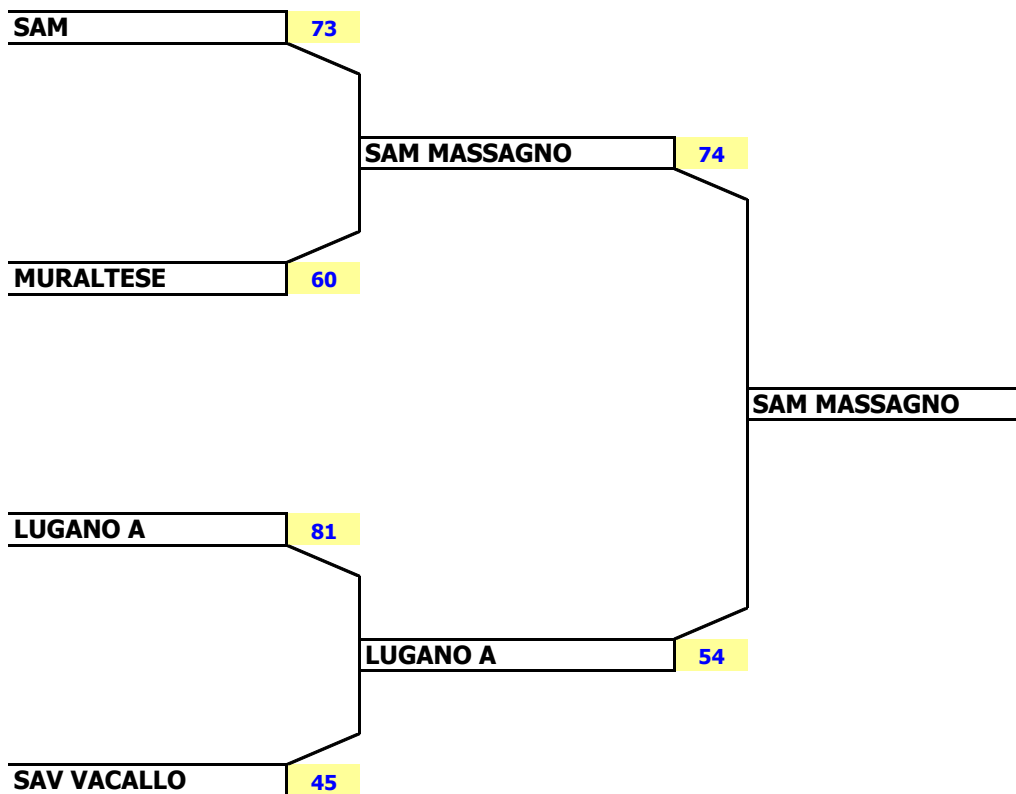 SAM 73
SAM MASSAGNO 74
MURALTESE 60
SAM MASSAGNO
LUGANO A 81
LUGANO A 54
SAV VACALLO 45